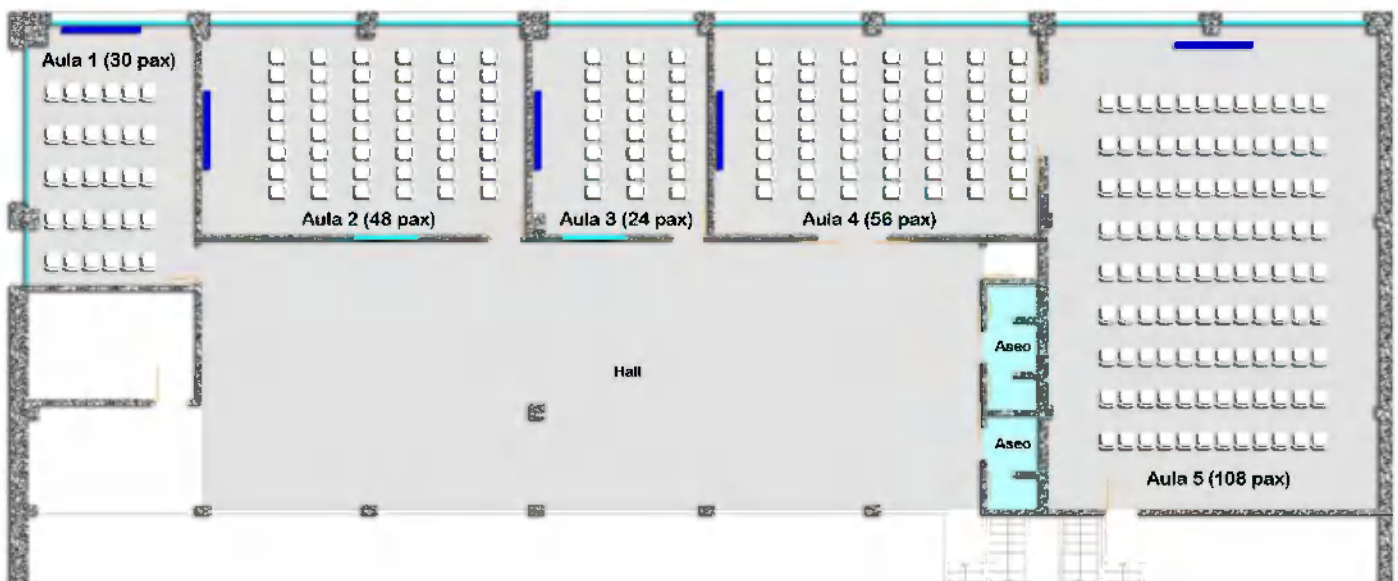 Aula 1 (30 pax)
Aula 2 (48 pax)
Aula 3 (24 pax)
Aula 4 (56 pax)
Hall
Aseo
Aseo
Aula 5 (108 pax)